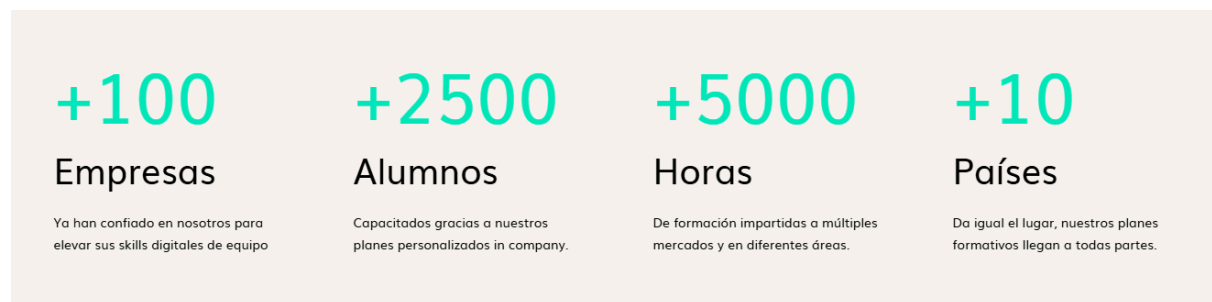 +100
Empresas
Ya han confiado en nosotros para
elevar sus skills digitales de equipo
+2500
Alumnos
Capacitados gracias a nuestros
planes personalizados in company.
+5000
Horas
De formación impartidas a múltiples
mercados y en diferentes áreas.
+10
Países
Da igual el lugar, nuestros planes
formativos llegan a todas partes.